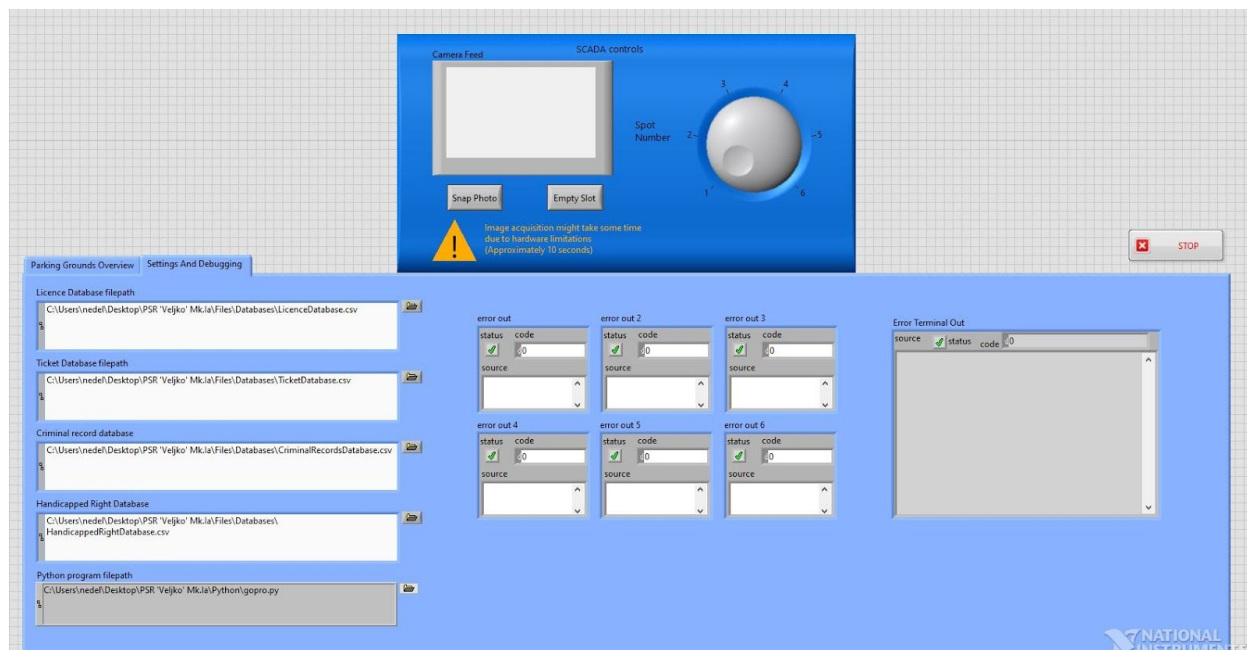 SCADA controls
Camera Feed
3
4
Spot
Number
2
5
1
6
Snap Photo
Empty Slot
!
Image acquisition might take some time
due to hardware limitations
(Approximately 10 seconds)
STOP
Parking Grounds Overview
Settings And Debugging
Licence Database filepath
C:\Users\nedel\Desktop\PSR 'Veljko' Mk.la\Files\Databases\LicenceDatabase.csv
Ticket Database filepath
C:\Users\nedel\Desktop\PSR 'Veljko' Mk.la\Files\Databases\TicketDatabase.csv
Criminal record database
C:\Users\nedel\Desktop\PSR 'Veljko' Mk.la\Files\Databases\CriminalRecordsDatabase.csv
Handicapped Right Database
C:\Users\nedel\Desktop\PSR 'Veljko' Mk.la\Files\Databases\
HandicappedRightDatabase.csv
Python program filepath
C:\Users\nedel\Desktop\PSR 'Veljko' Mk.la\Python\gopro.py
error out
status code
0
source
error out 2
status code
0
source
error out 3
status code
0
source
error out 4
status code
0
source
error out 5
status code
0
source
error out 6
status code
0
source
Error Terminal Out
source status code 0
NATIONAL
INSTRUMENTS